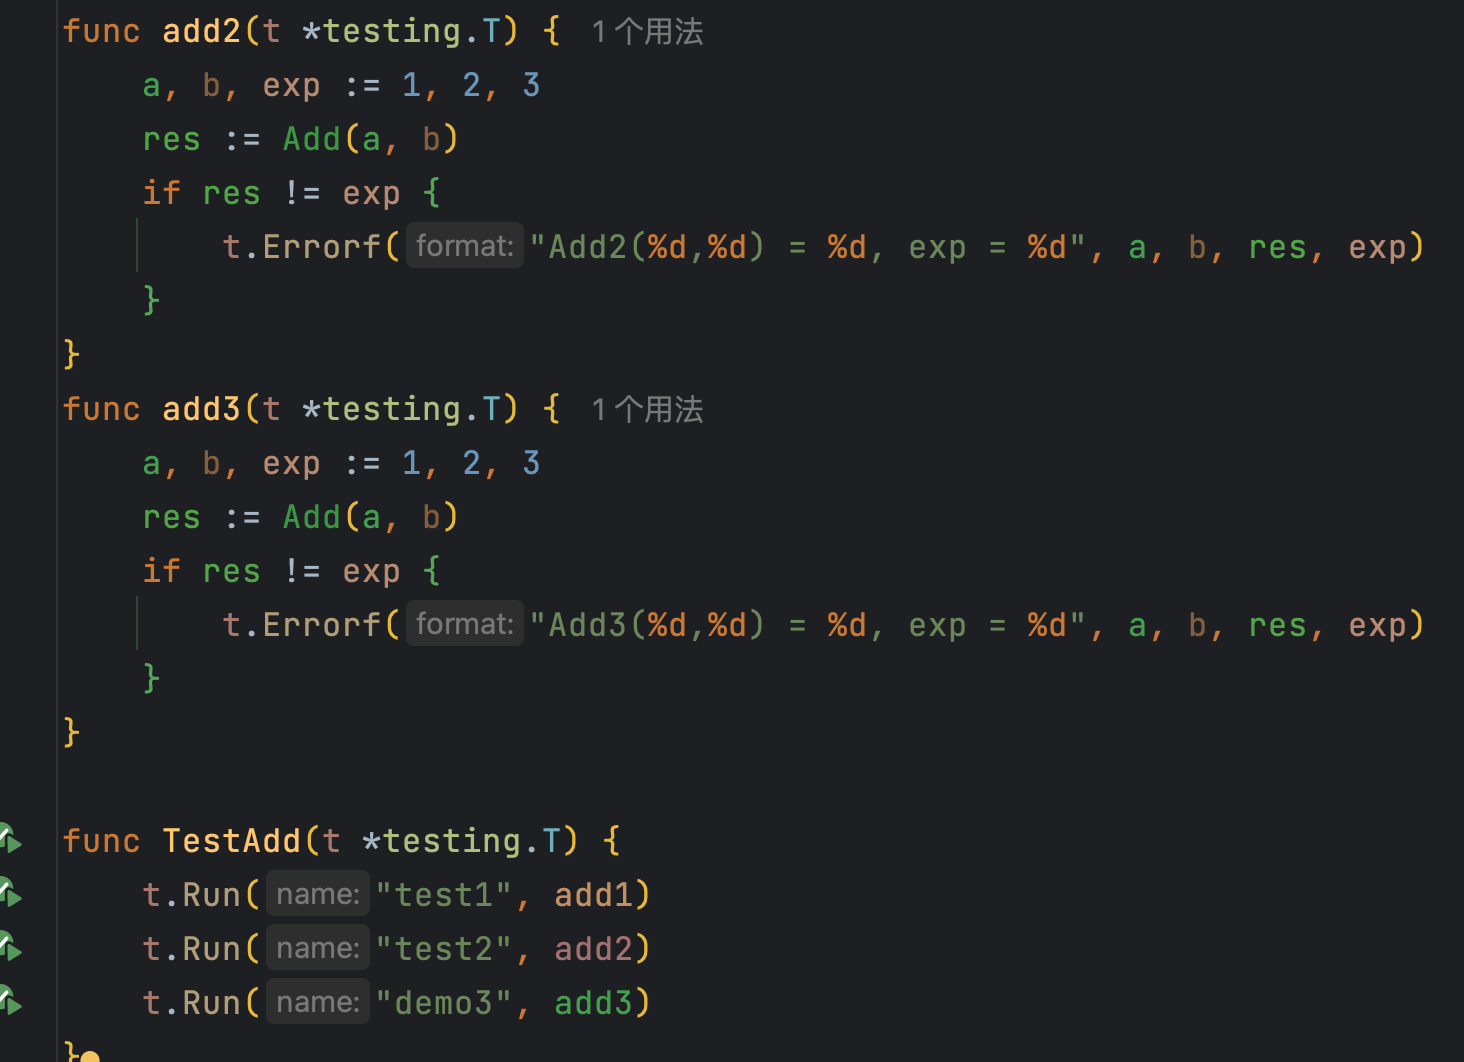 func add2(t *testing.T) { 1个用法
    a, b, exp := 1, 2, 3
    res := Add(a, b)
    if res != exp {
        t.Errorf( format: "Add2(%d,%d) = %d, exp = %d", a, b, res, exp)
    }
}
func add3(t *testing.T) { 1个用法
    a, b, exp := 1, 2, 3
    res := Add(a, b)
    if res != exp {
        t.Errorf( format: "Add3(%d,%d) = %d, exp = %d", a, b, res, exp)
    }
}
func TestAdd(t *testing.T) {
    t.Run( name: "test1", add1)
    t.Run( name: "test2", add2)
    t.Run( name: "demo3", add3)
}